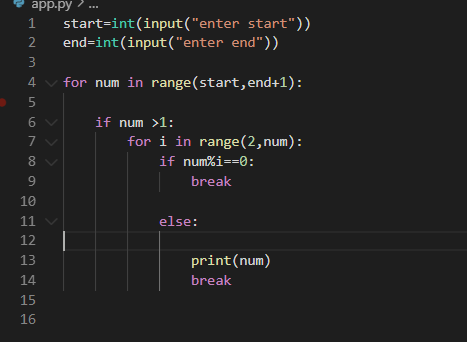 app.py > ...
1 start=int(input("enter start"))
2 end=int(input("enter end"))
3
4 for num in range(start,end+1):
5
6 if num >1:
7 for i in range(2,num):
8 if num%i==0:
9 break
10
11 else:
12
13 print(num)
14 break
15
16